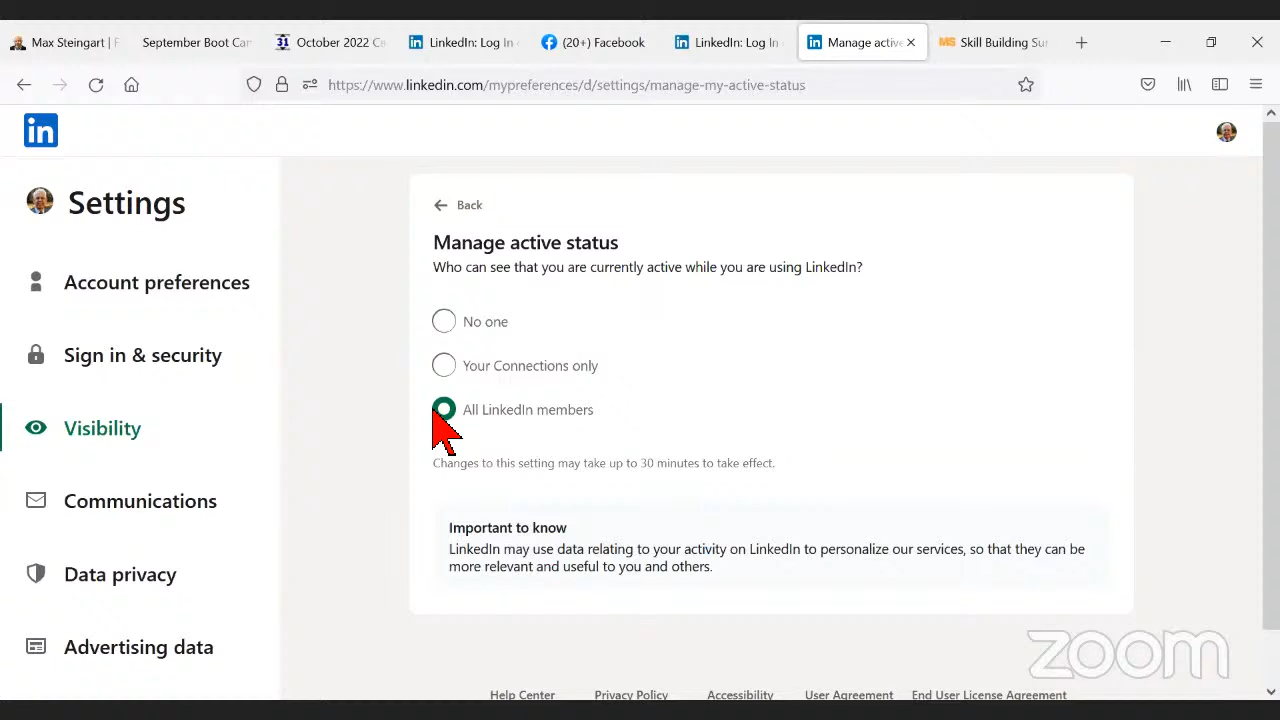 Max Steingart | F
September Boot Ca
31
October 2022 C
in
LinkedIn: Log In
(20+) Facebook
in
LinkedIn: Log In
in
Manage active
MS
Skill Building Su
https://www.linkedin.com/mypreferences/d/settings/manage-my-active-status
in
Settings
Account preferences
Sign in & security
Visibility
Communications
Data privacy
Advertising data
Back
Manage active status
Who can see that you are currently active while you are using LinkedIn?
No one
Your Connections only
All LinkedIn members
Changes to this setting may take up to 30 minutes to take effect.
Important to know
LinkedIn may use data relating to your activity on LinkedIn to personalize our services, so that they can be
more relevant and useful to you and others.
Help Center Privacy Policy Accessibility User Agreement End User License Agreement
zoom